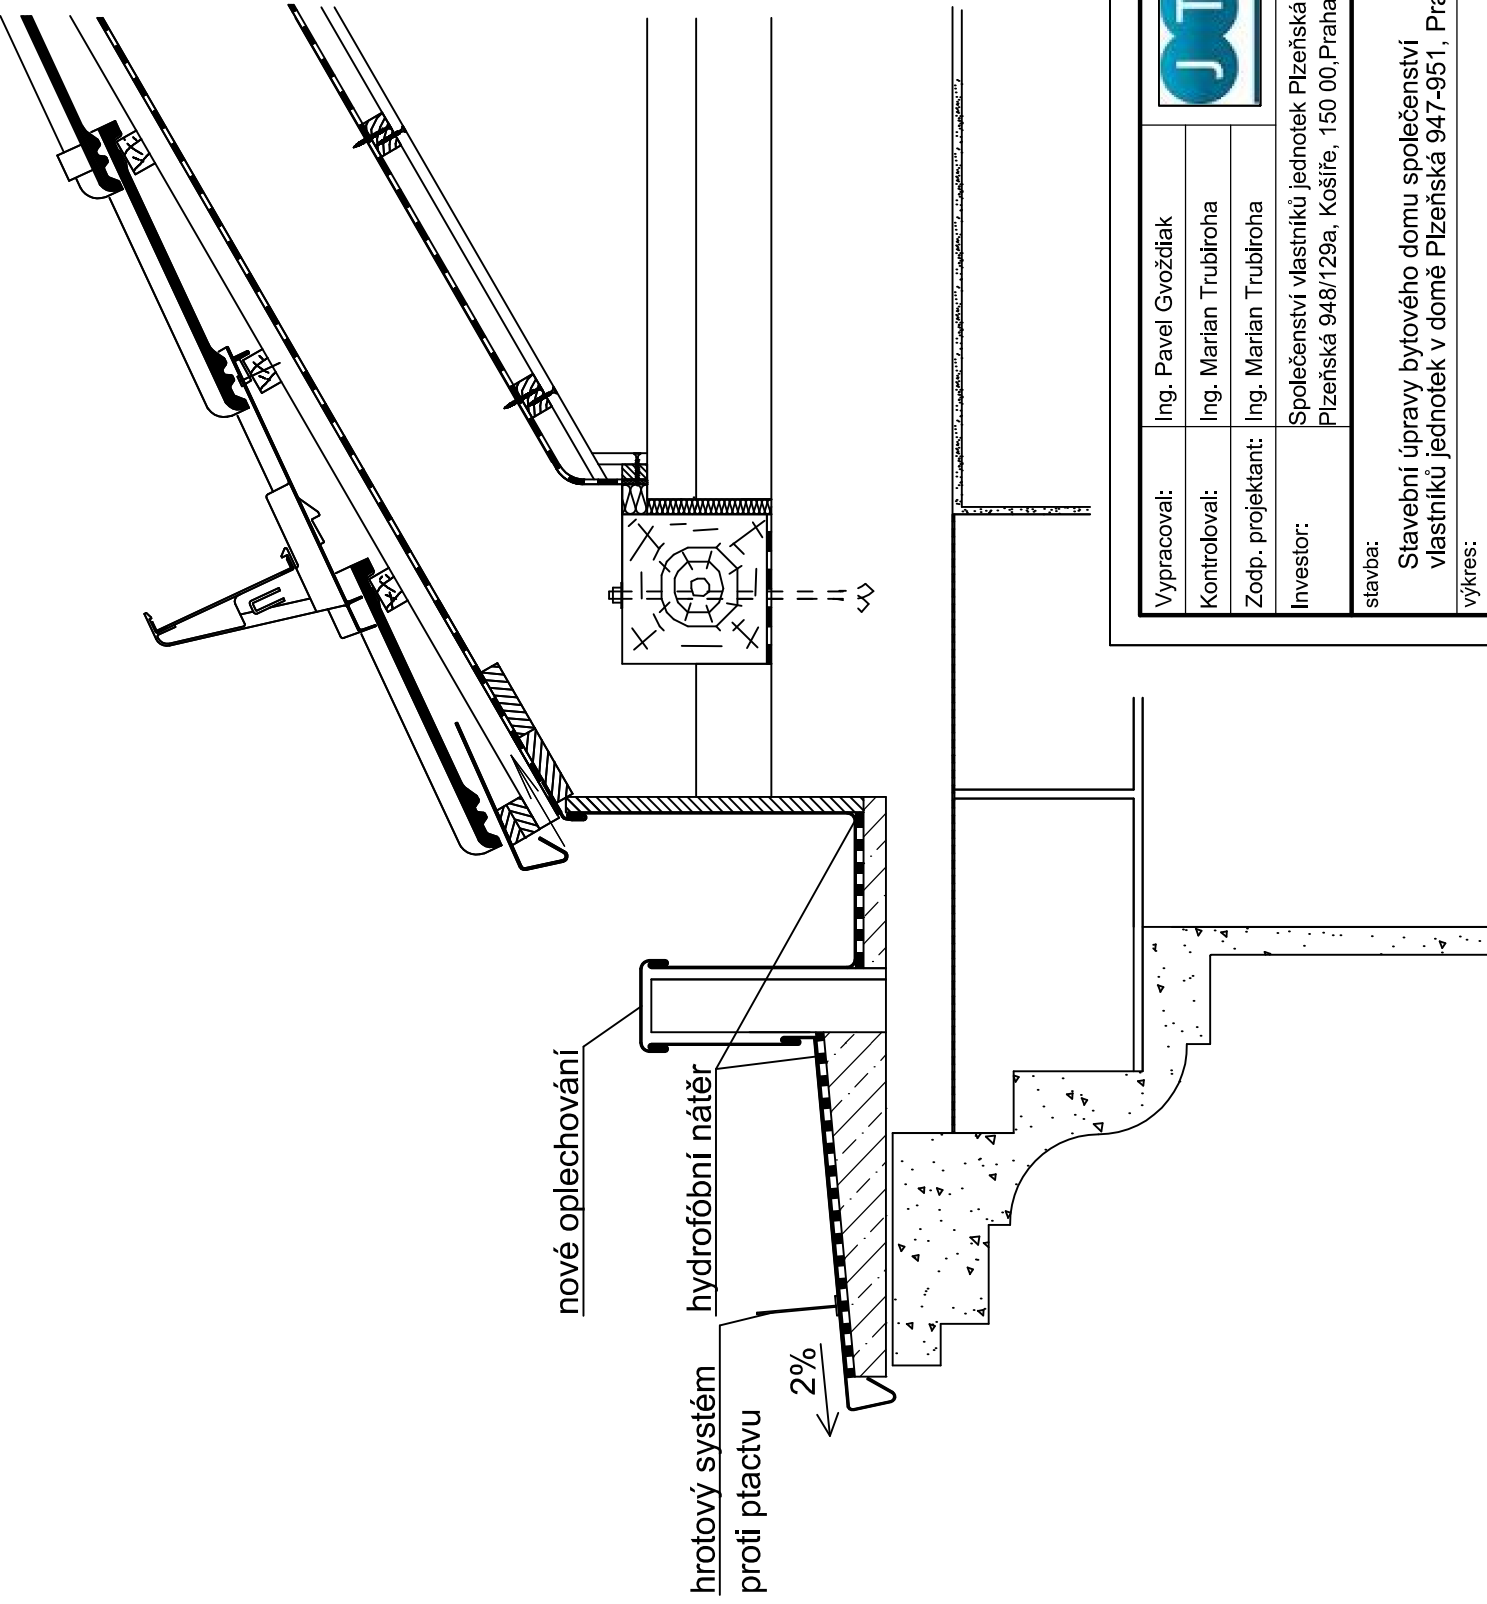 nové oplechování
hydrofóbní nátěr
hrotový systém
proti ptactvu
2%
Vypracoval: Ing. Pavel Gvoždiak
Kontroloval: Ing. Marian Trubiroha
Zodp. projektant: Ing. Marian Trubiroha
Investor: Společenství vlastníků jednotek Plzeňská
Plzeňská 948/129a, Košíře, 150 00,Praha
J T
stavba:
Stavební úpravy bytového domu společenství
vlastníků jednotek v domě Plzeňská 947-951, Pra
výkres: